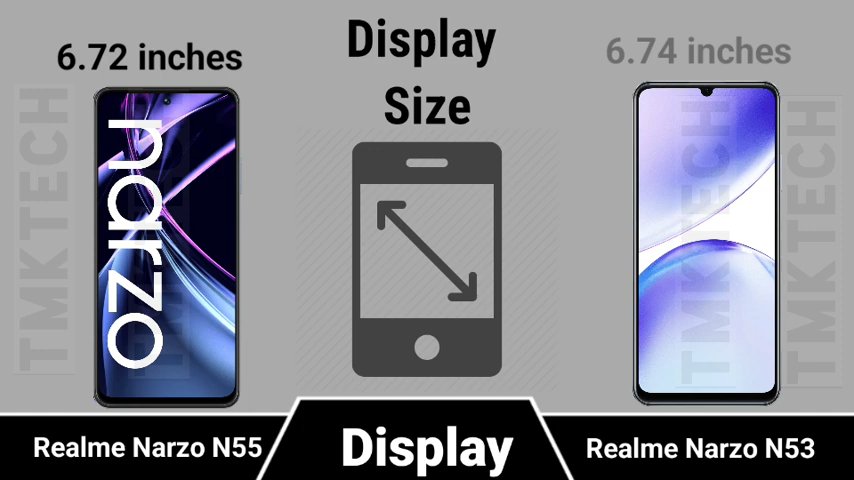 6.72 inches
Display
Size
6.74 inches
TMKTECH
narzo
TMKTECH
TMKTECH
TMKTECH
Realme Narzo N55
Display
Realme Narzo N53